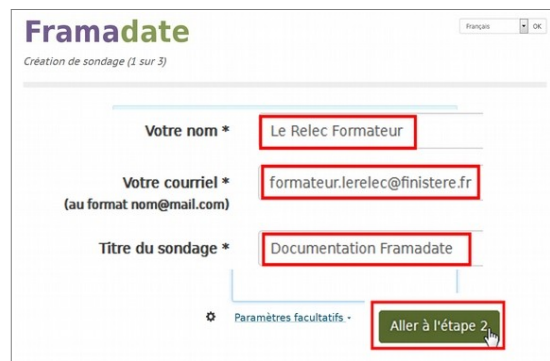 Framadate
Français OK
Création de sondage (1 sur 3)
Votre nom * Le Relec Formateur
Votre courriel * formateur.lerelec@finistere.fr
(au format nom@mail.com)
Titre du sondage * Documentation Framadate
Paramètres facultatifs Aller à l'étape 2